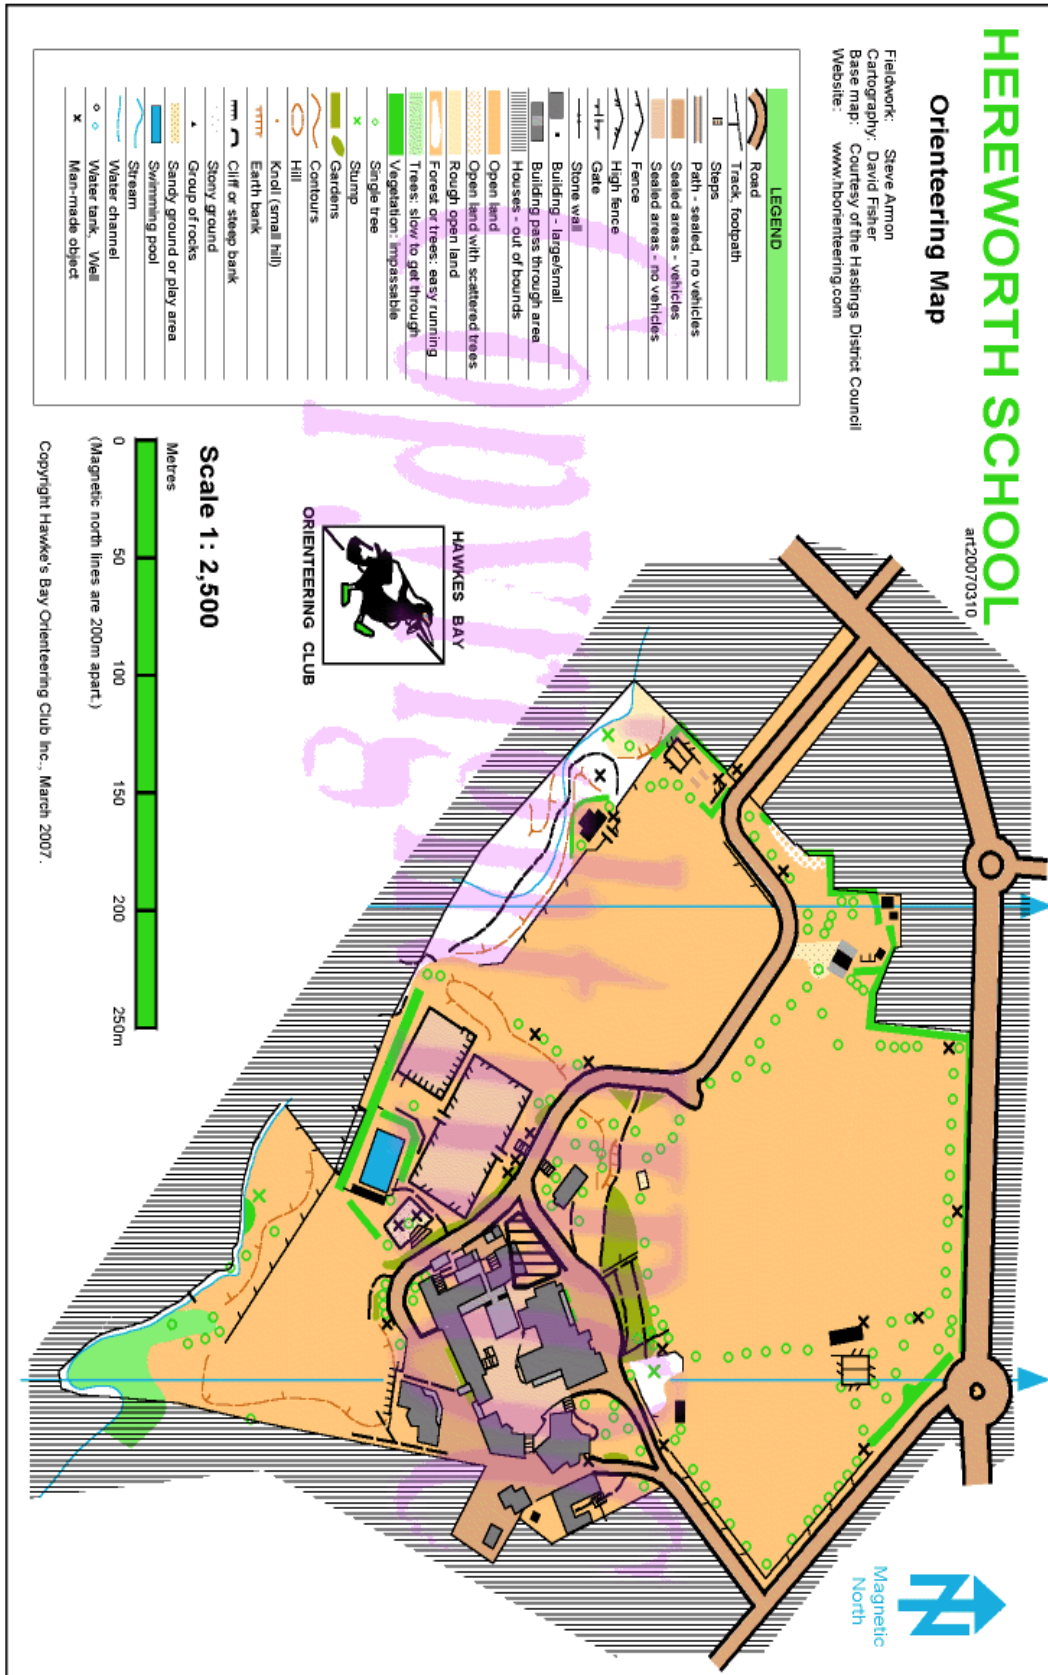 HEREWORTH SCHOOL
art20070310
Orienteering Map
Fieldwork: Steve Armon
Cartography: David Fisher
Base map: Courtesy of the Hastings District Council
Website: www.hborienteering.com
LEGEND
Road
Track, footpath
Steps
Path - sealed, no vehicles
Sealed areas - vehicles
Sealed areas - no vehicles
Fence
High fence
Gate
Stone wall
Building - large/small
Building pass through area
Houses - out of bounds
Open land
Open land with scattered trees
Rough open land
Forest or trees: easy running
Trees: slow to get through
Vegetation: impassable
Single tree
Stump
Gardens
Contours
Hill
Knoll (small hill)
Earth bank
Cliff or steep bank
Stony ground
Group of rocks
Sandy ground or play area
Swimming pool
Stream
Water channel
Water tank, Well
Man-made object
HAWKES BAY
ORIENTEERING CLUB
Scale 1: 2,500
Metres
0 50 100 150 200 250m
(Magnetic north lines are 200m apart.)
Copyright Hawke's Bay Orienteering Club Inc., March 2007.
Magnetic
North
N